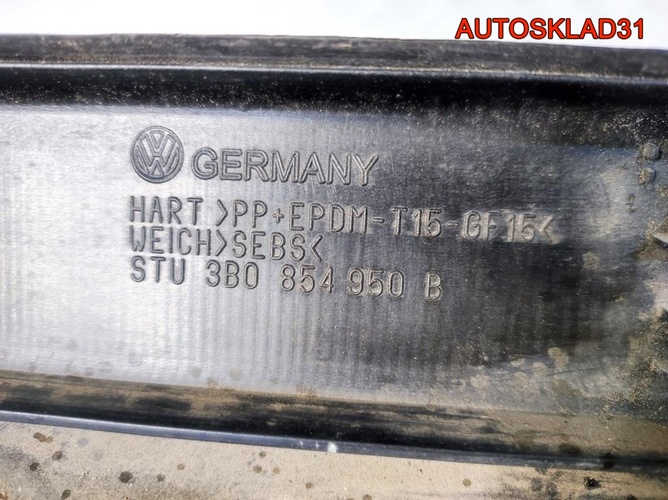 AUTOSKLAD31
GERMANY
HART >PP+EPDM-T15-GF15<
WEICH>SEBS<
STU 3B0 854 950 B